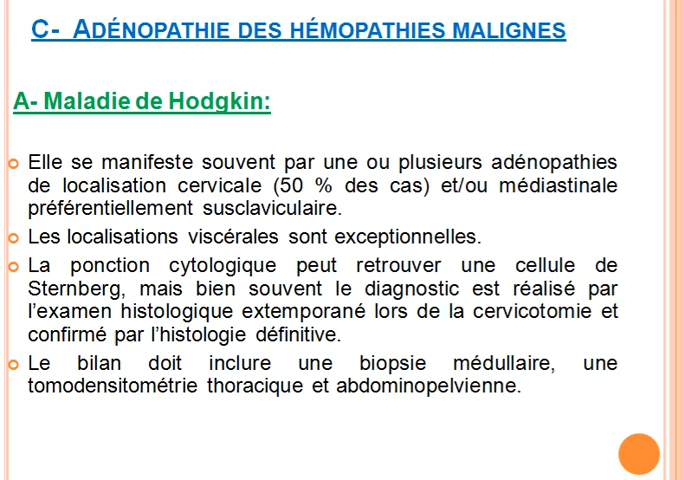 C- ADÉNOPATHIE DES HÉMOPATHIES MALIGNES
A- Maladie de Hodgkin:
Elle se manifeste souvent par une ou plusieurs adénopathies
de localisation cervicale (50 % des cas) et/ou médiastinale
préférentiellement susclaviculaire.
Les localisations viscérales sont exceptionnelles.
La ponction cytologique peut retrouver une cellule de
Sternberg, mais bien souvent le diagnostic est réalisé par
l’examen histologique extemporané lors de la cervicotomie et
confirmé par l’histologie définitive.
Le bilan doit inclure une biopsie médullaire, une
tomodensitométrie thoracique et abdominopelvienne.